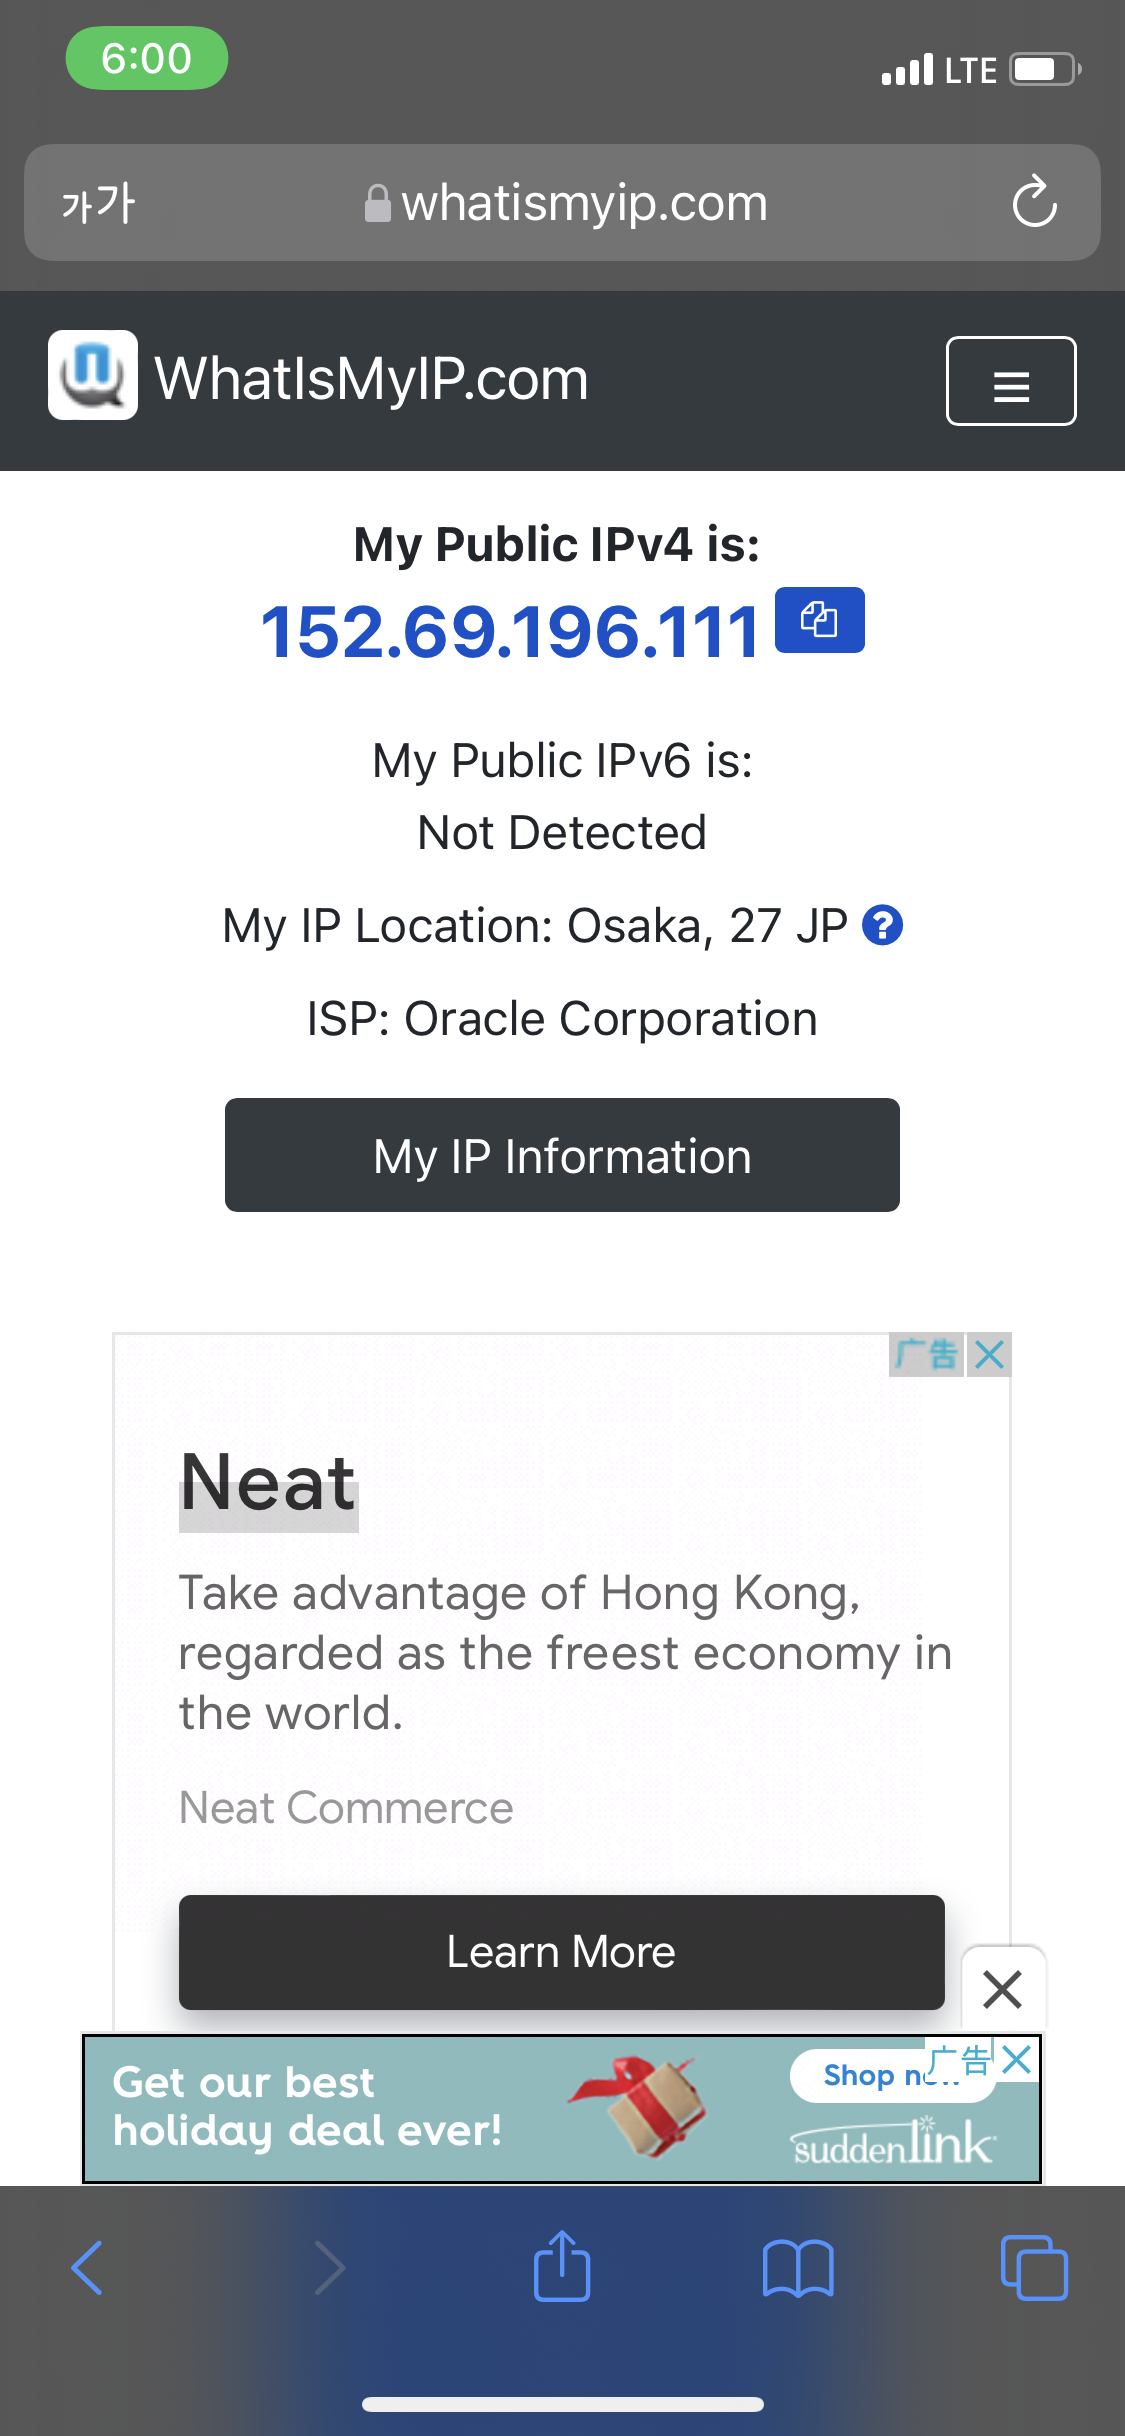 6:00
LTE
가가 whatismyip.com
WhatIsMyIP.com
My Public IPv4 is:
152.69.196.111
My Public IPv6 is:
Not Detected
My IP Location: Osaka, 27 JP ?
ISP: Oracle Corporation
My IP Information
广告
Neat
Take advantage of Hong Kong,
regarded as the freest economy in
the world.
Neat Commerce
Learn More
Get our best
holiday deal ever!
Shop now
广告
suddenlink